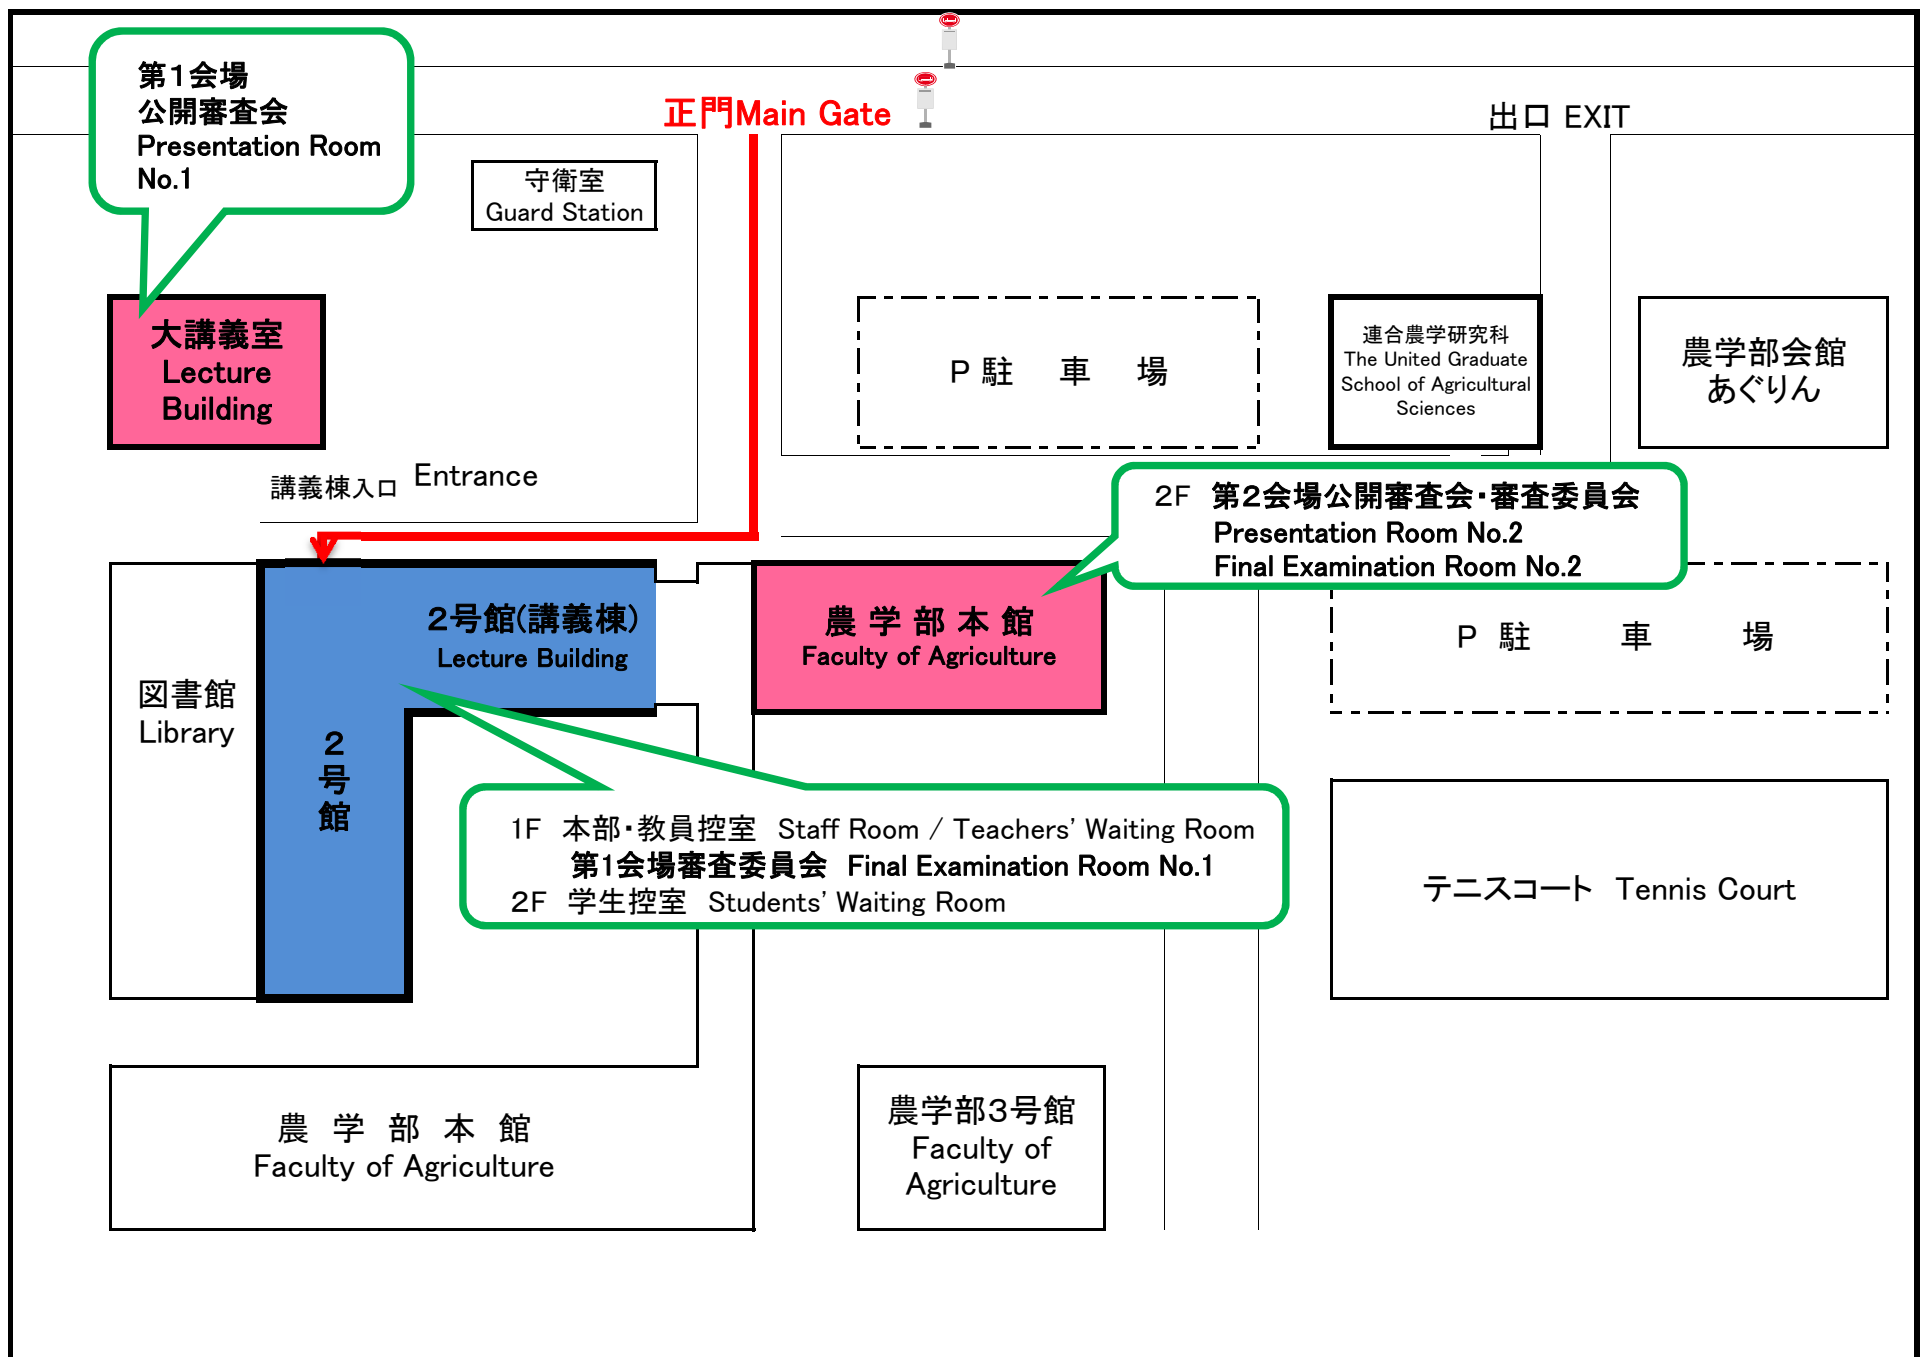 第１会場
公開審査会
Presentation Room
No.1
正門Main Gate
出口 EXIT
守衛室
Guard Station
大講義室
Lecture
Building
P 駐　車　場
連合農学研究科
The United Graduate
School of Agricultural
Sciences
農学部会館
あぐりん
講義棟入口 Entrance
2F　第２会場公開審査会・審査委員会
Presentation Room No.2
Final Examination Room No.2
２号館(講義棟)
Lecture Building
農 学 部 本 館
Faculty of Agriculture
P 駐　車　場
図書館
Library
２
号
館
1F　本部・教員控室　Staff Room / Teachers' Waiting Room
第1会場審査委員会　Final Examination Room No.1
2F　学生控室　Students' Waiting Room
テニスコート　Tennis Court
農 学 部 本 館
Faculty of Agriculture
農学部３号館
Faculty of
Agriculture